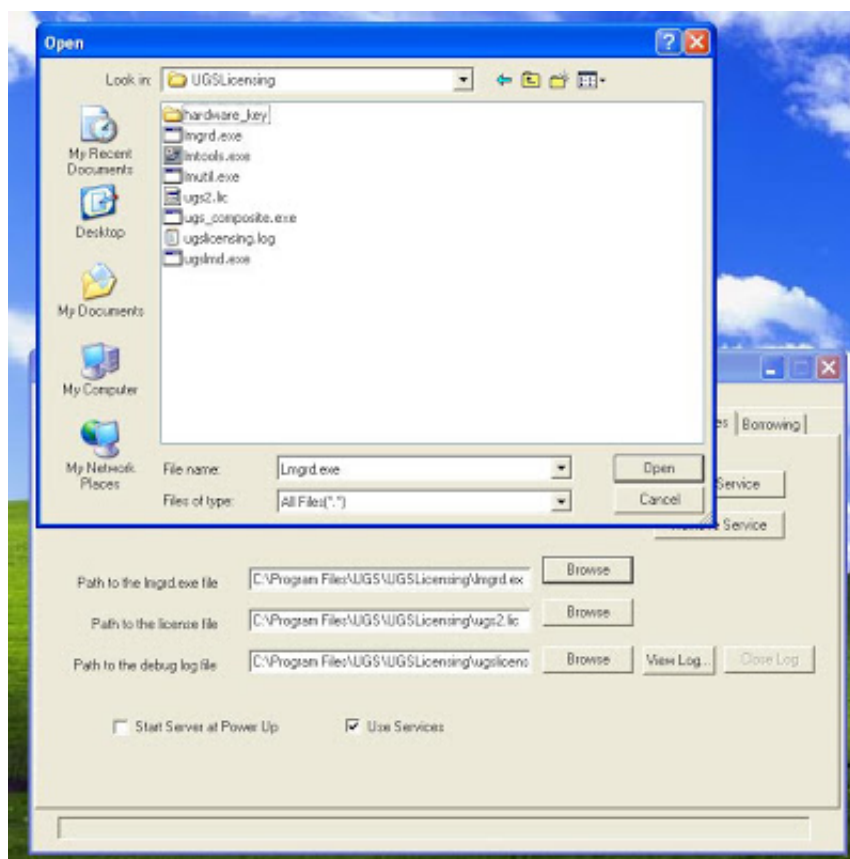 Open
Look in: UGSLicensing
hardware_key
lmgrd.exe
lmtools.exe
lmutil.exe
ugs2.lic
ugs_composite.exe
ugslicensing.log
ugslmd.exe
My Recent
Documents
Desktop
My Documents
My Computer
My Network
Places
File name: Lmgrd.exe Open
Files of type: All Files(*.*) Cancel
Borrowing
Service
Service
Path to the lmgrd.exe file C:\Program Files\UGS\UGSLicensing\lmgrd.ex Browse
Path to the license file C:\Program Files\UGS\UGSLicensing\ugs2.lic Browse
Path to the debug log file C:\Program Files\UGS\UGSLicensing\ugslicens Browse View Log... Close Log
Start Server at Power Up Use Services